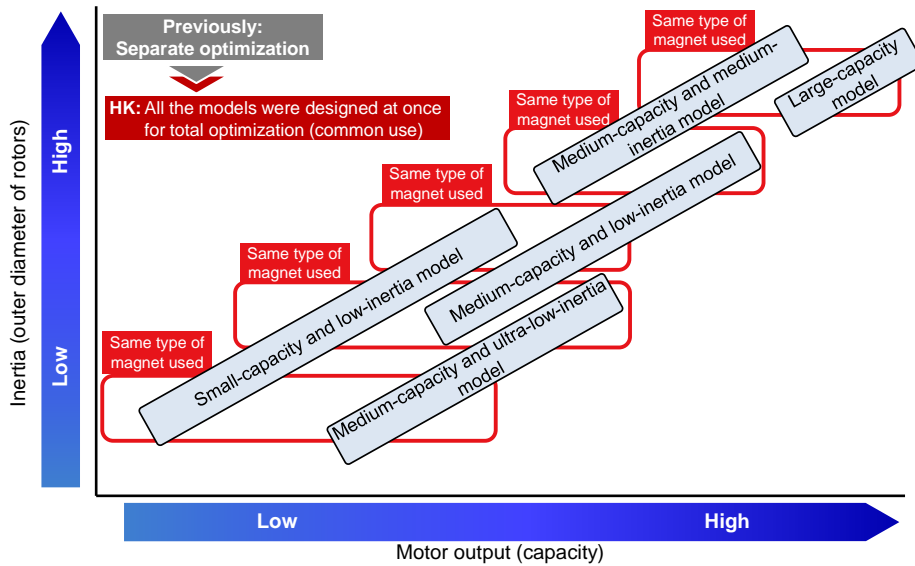 Previously:
Separate optimization
HK: All the models were designed at once
for total optimization (common use)
Same type of
magnet used
Same type of
magnet used
Same type of
magnet used
Same type of
magnet used
Same type of
magnet used
Large-capacity
model
Medium-capacity and medium-
inertia model
Medium-capacity and low-inertia model
Small-capacity and low-inertia model
Medium-capacity and ultra-low-inertia
model
Inertia (outer diameter of rotors)
High
Low
Low
High
Motor output (capacity)